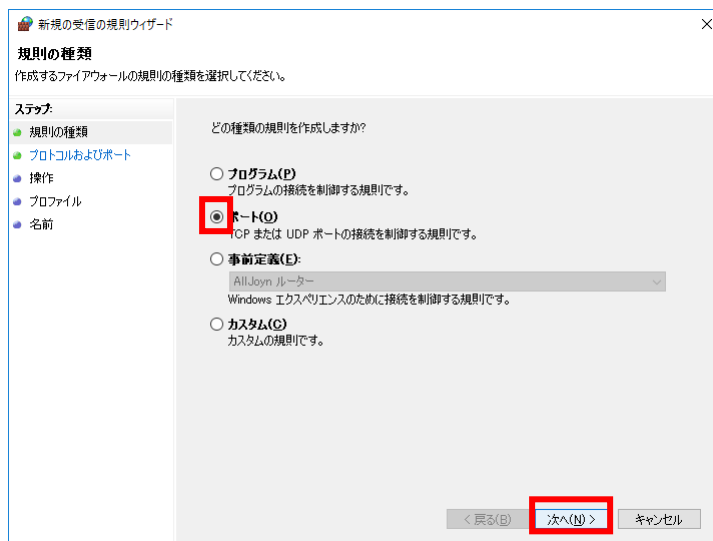 新規の受信の規則ウィザード
規則の種類
作成するファイアウォールの規則の種類を選択してください。
ステップ:
規則の種類
プロトコルおよびポート
操作
プロファイル
名前
どの種類の規則を作成しますか?
プログラム(P)
プログラムの接続を制御する規則です。
ポート(O)
TCP または UDP ポートの接続を制御する規則です。
事前定義(E):
AllJoyn ルーター
Windows エクスペリエンスのために接続を制御する規則です。
カスタム(C)
カスタムの規則です。
< 戻る(B) 次へ(N) > キャンセル